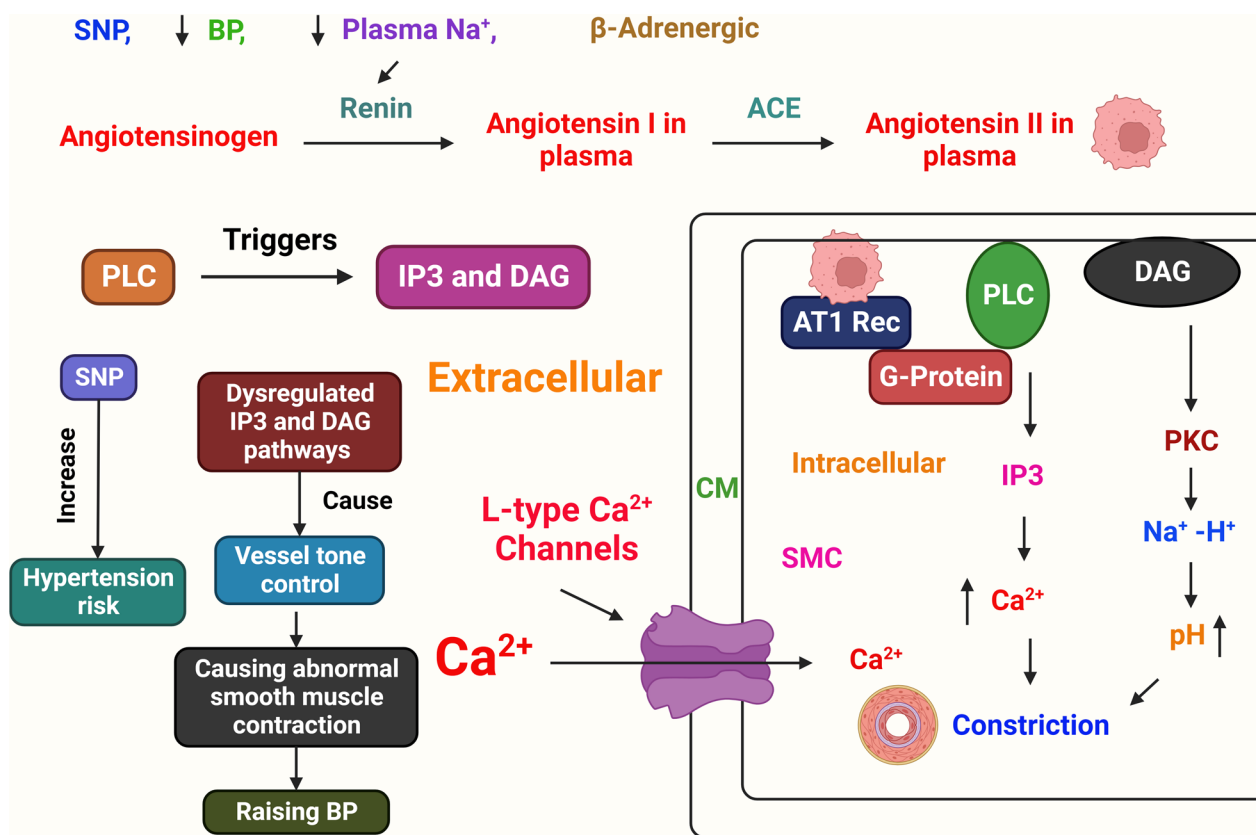 SNP, ↓ BP, ↓ Plasma Na⁺, β-Adrenergic
Renin
ACE
Angiotensinogen
Angiotensin I in
plasma
Angiotensin II in
plasma
PLC
Triggers
IP3 and DAG
SNP
Increase
Hypertension
risk
Dysregulated
IP3 and DAG
pathways
Cause
Vessel tone
control
Causing abnormal
smooth muscle
contraction
Raising BP
Extracellular
L-type Ca²⁺
Channels
Ca²⁺
CM
AT1 Rec
G-Protein
PLC
DAG
Intracellular
SMC
IP3
↑ Ca²⁺
PKC
Na⁺ -H⁺
pH ↑
Ca²⁺
Constriction